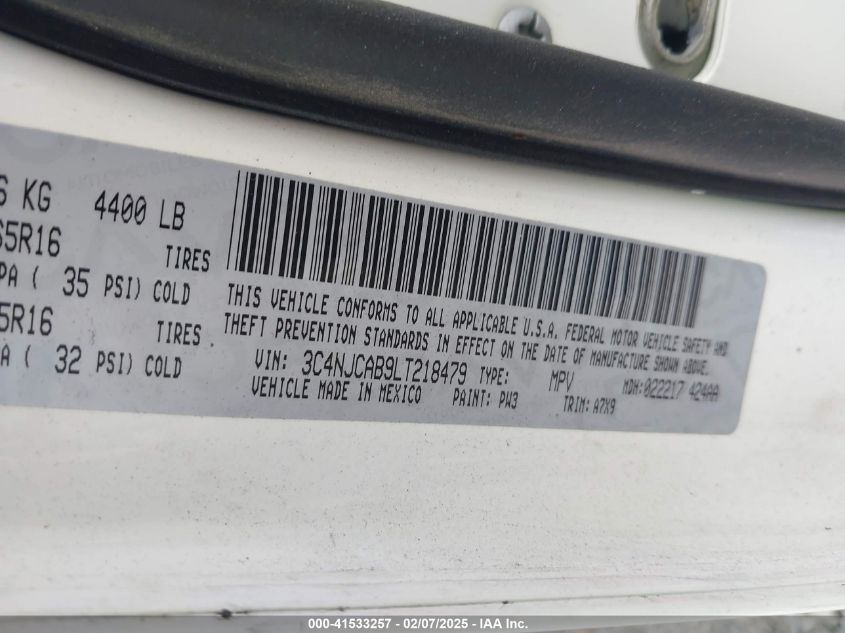 6 KG 4400 LB
65R16 TIRES
PA ( 35 PSI) COLD
5R16 TIRES
A ( 32 PSI) COLD
THIS VEHICLE CONFORMS TO ALL APPLICABLE U.S.A. FEDERAL MOTOR VEHICLE SAFETY AND
THEFT PREVENTION STANDARDS IN EFFECT ON THE DATE OF MANUFACTURE SHOWN ABOVE.
VIN: 3C4NJCAB9LT218479 TYPE: MPV MDH: 022217 424AA
VEHICLE MADE IN MEXICO PAINT: PW3 TRIM: A7X9
000-41533257 - 02/07/2025 - IAA Inc.